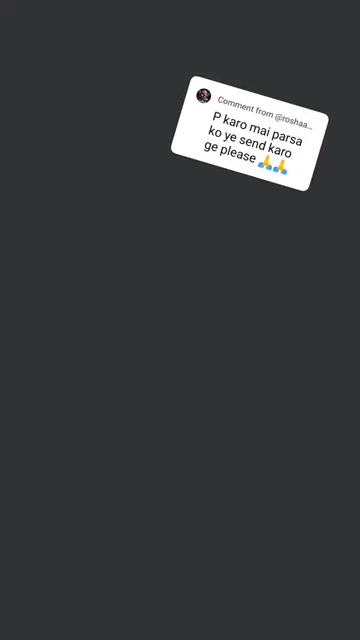 Comment from @roshaa...
P karo mai parsa
ko ye send karo
ge please 🙏🙏